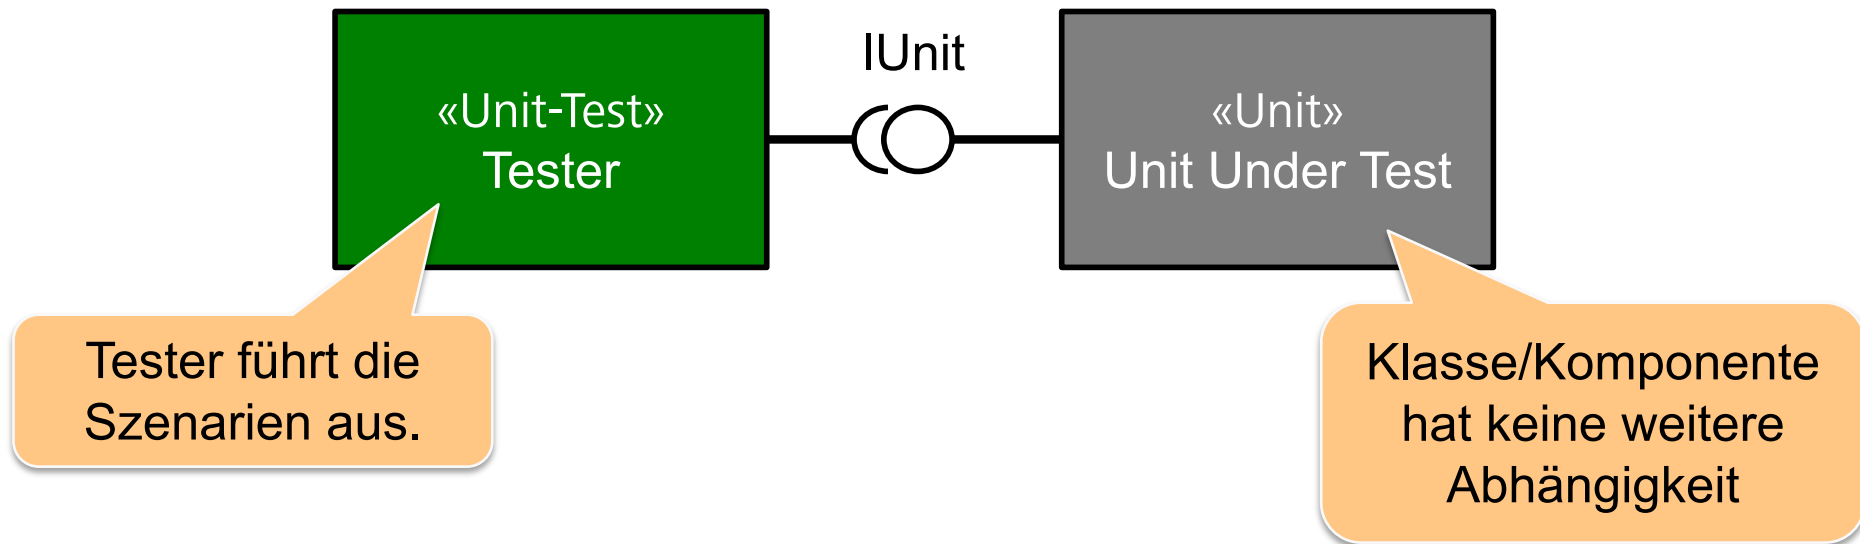 IUnit
«Unit-Test»
Tester
«Unit»
Unit Under Test
Tester führt die
Szenarien aus.
Klasse/Komponente
hat keine weitere
Abhängigkeit